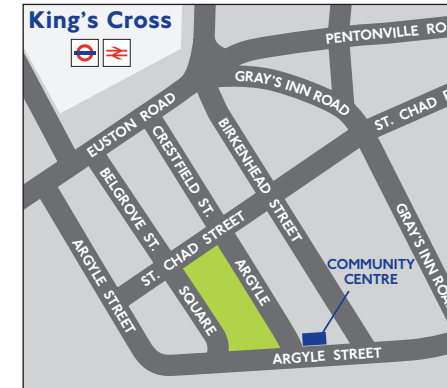 King's Cross
PENTONVILLE RO
GRAY'S INN ROAD
EUSTON ROAD
ST. CHAD
CRESTFIELD ST.
BIRKENHEAD STREET
BELGROVE ST.
ST. CHAD STREET
GRAY'S INN ROA
ARGYLE STREET
SQUARE
ARGYLE
COMMUNITY
CENTRE
ARGYLE STREET